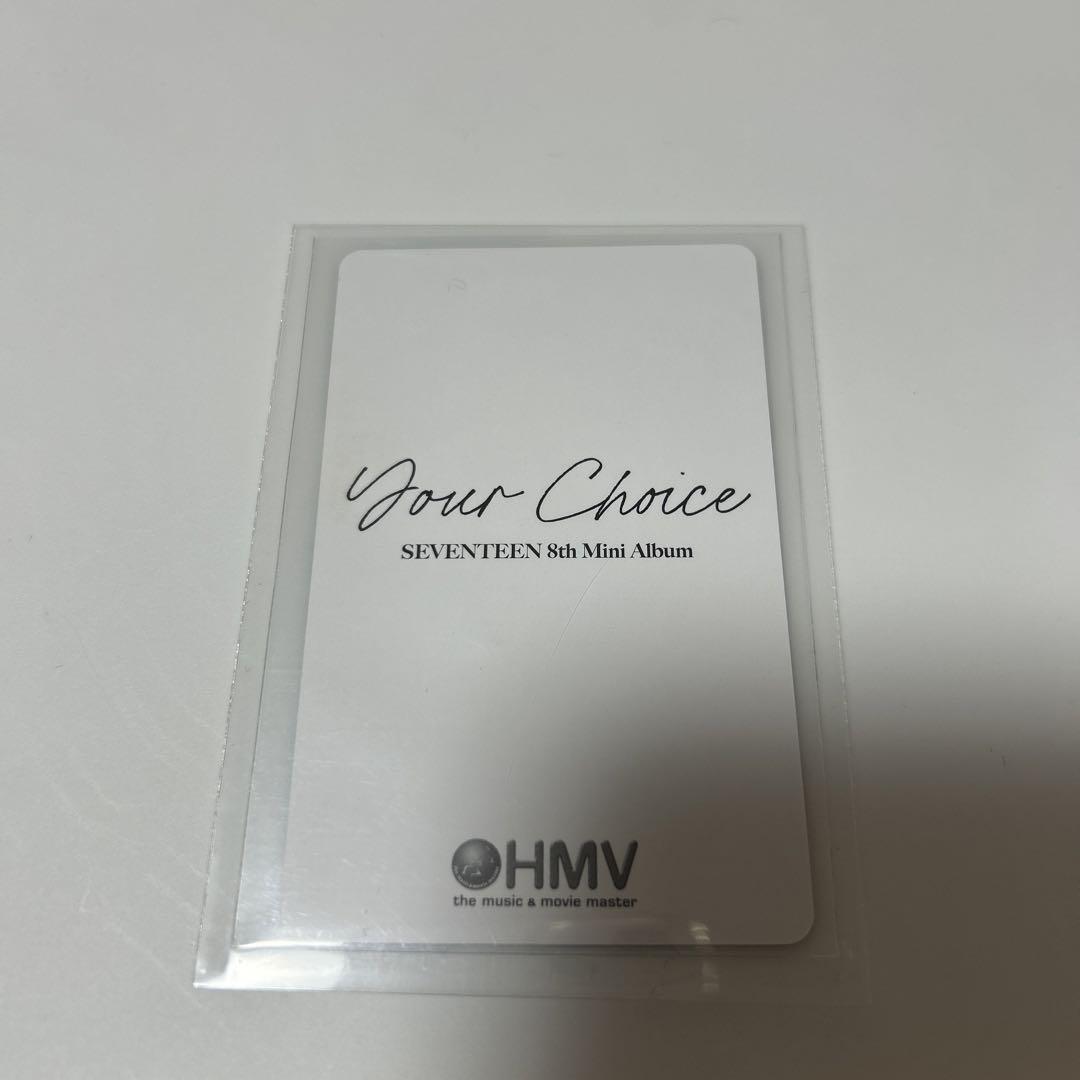 Your Choice
SEVENTEEN 8th Mini Album
HMV
the music & movie master